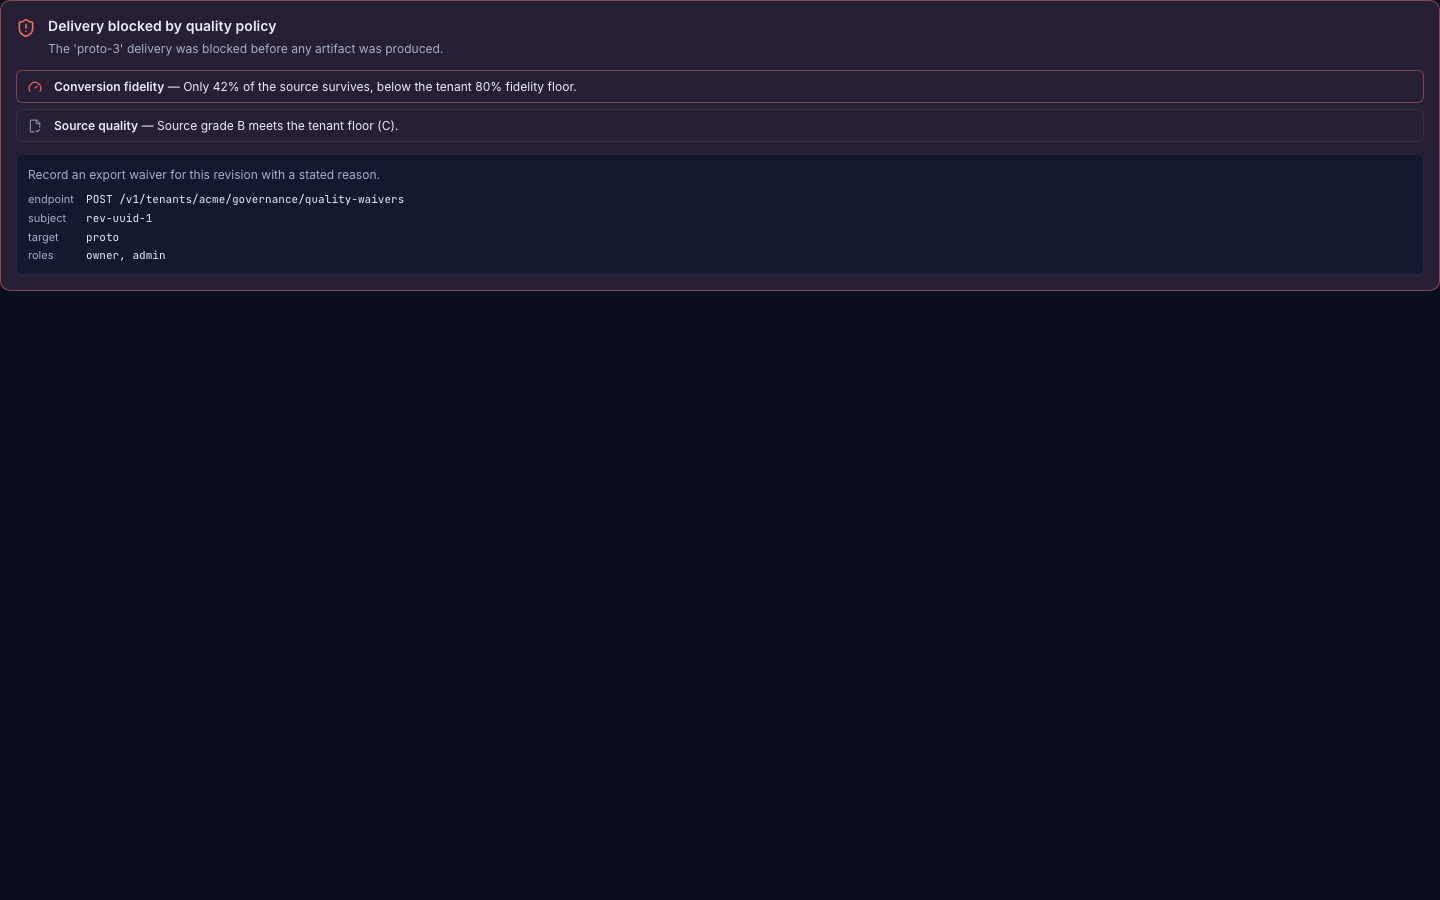 Delivery blocked by quality policy
The 'proto-3' delivery was blocked before any artifact was produced.
Conversion fidelity — Only 42% of the source survives, below the tenant 80% fidelity floor.
Source quality — Source grade B meets the tenant floor (C).
Record an export waiver for this revision with a stated reason.
endpoint POST /v1/tenants/acme/governance/quality-waivers
subject rev-uuid-1
target proto
roles owner, admin